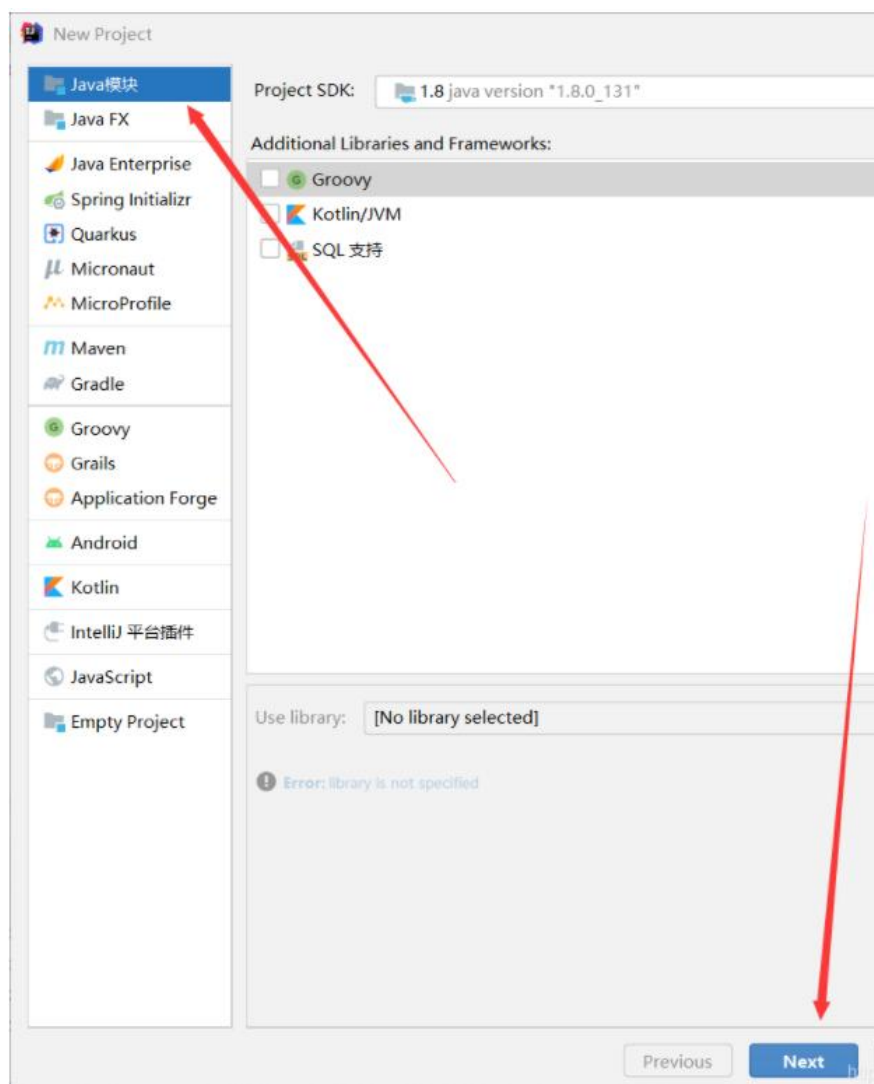 New Project
Java模块
Java FX
Java Enterprise
Spring Initializr
Quarkus
Micronaut
MicroProfile
Maven
Gradle
Groovy
Grails
Application Forge
Android
Kotlin
IntelliJ 平台插件
JavaScript
Empty Project
Project SDK:
1.8 java version "1.8.0_131"
Additional Libraries and Frameworks:
Groovy
Kotlin/JVM
SQL 支持
Use library:
[No library selected]
Error: library is not specified
Previous
Next